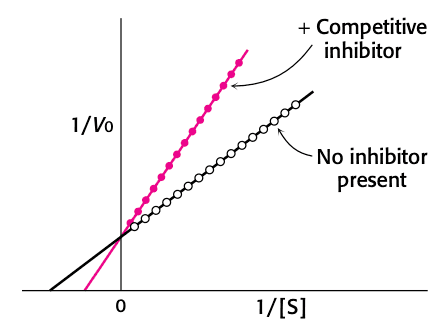 + Competitive
inhibitor
1/V0
No inhibitor
present
0
1/[S]